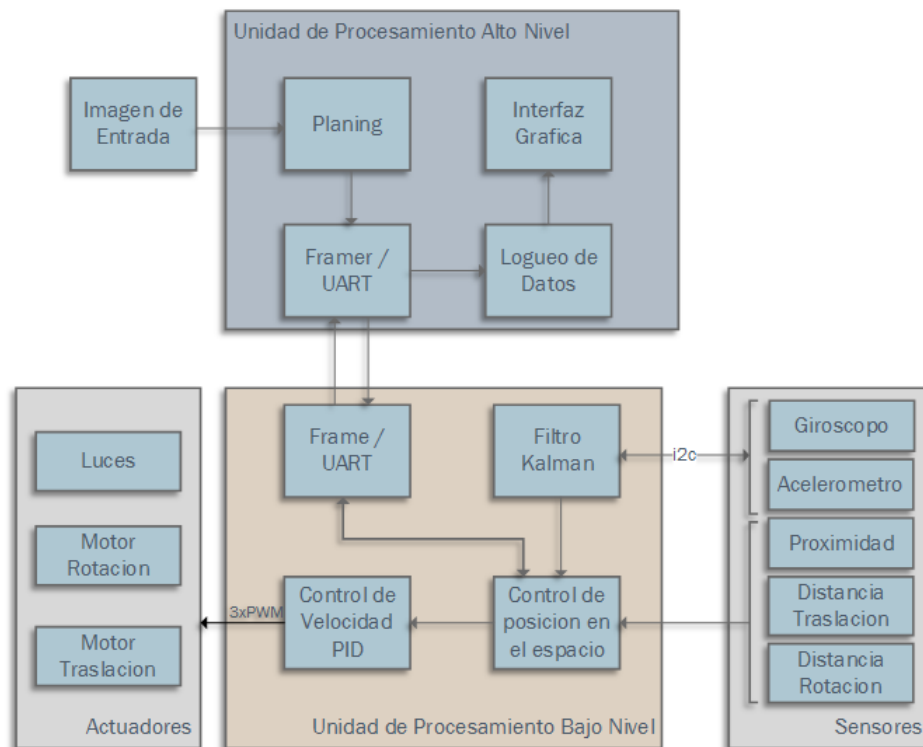 Unidad de Procesamiento Alto Nivel
Imagen de
Entrada
Planing
Interfaz
Grafica
Framer /
UART
Logueo de
Datos
Luces
Motor
Rotacion
Motor
Traslacion
Actuadores
Frame /
UART
Filtro
Kalman
i2c
3xPWM
Control de
Velocidad
PID
Control de
posicion en
el espacio
Unidad de Procesamiento Bajo Nivel
Giroscopo
Acelerometro
Proximidad
Distancia
Traslacion
Distancia
Rotacion
Sensores